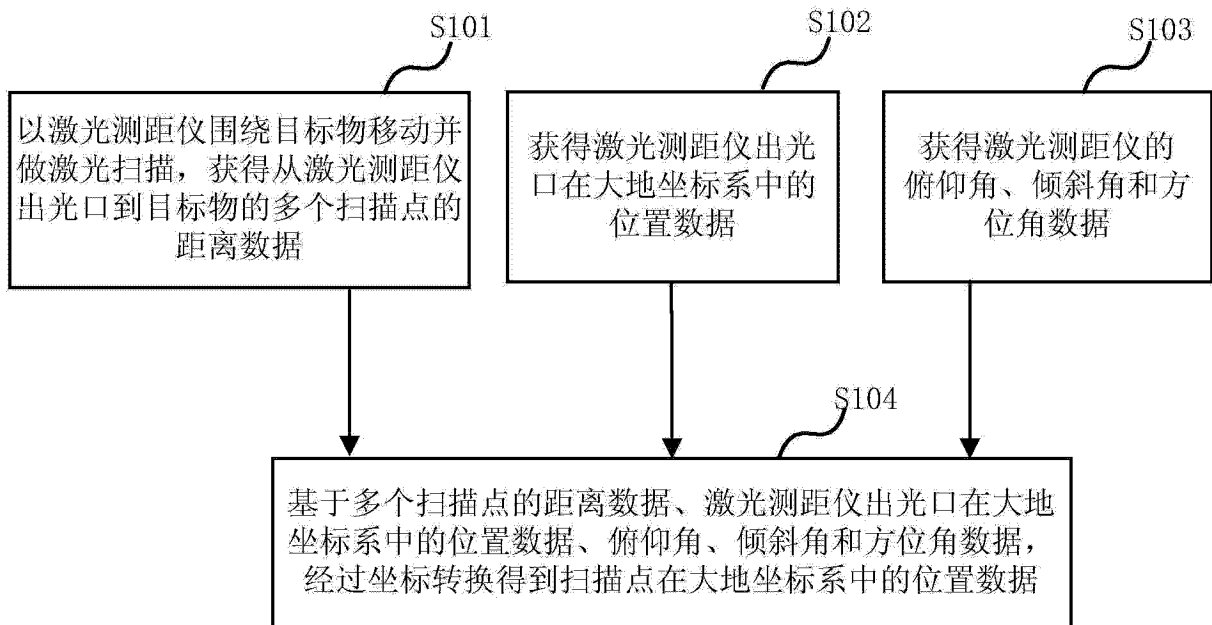 S101
S102
S103
以激光测距仪围绕目标物移动并
做激光扫描，获得从激光测距仪
出光口到目标物的多个扫描点的
距离数据
获得激光测距仪出光
口在大地坐标系中的
位置数据
获得激光测距仪的
俯仰角、倾斜角和方
位角数据
S104
基于多个扫描点的距离数据、激光测距仪出光口在大地
坐标系中的位置数据、俯仰角、倾斜角和方位角数据，
经过坐标转换得到扫描点在大地坐标系中的位置数据